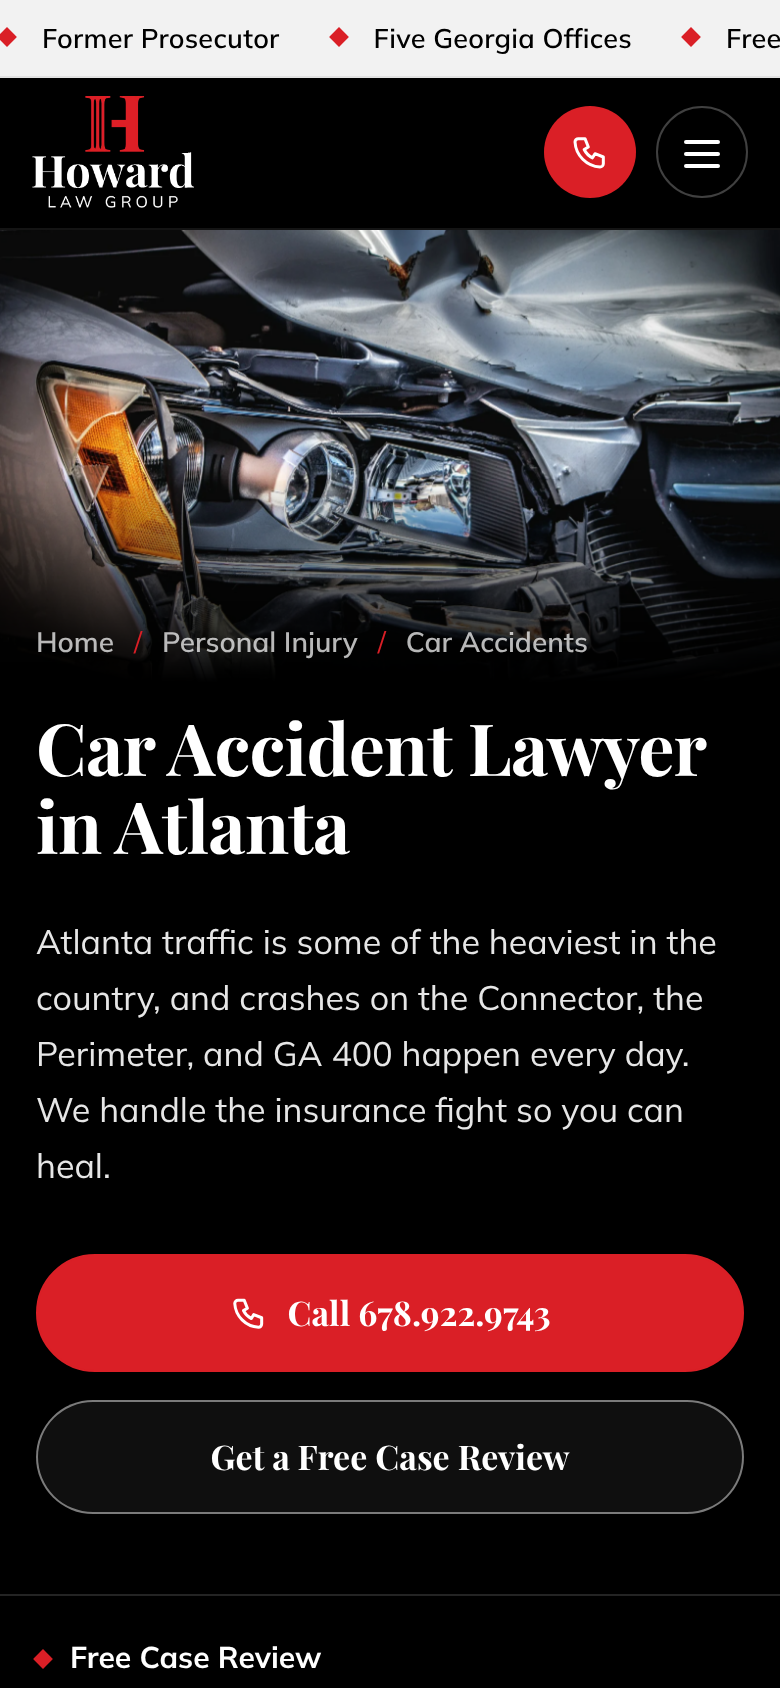 Former Prosecutor
Five Georgia Offices
Free
H
Howard
LAW GROUP
Home / Personal Injury / Car Accidents
Car Accident Lawyer
in Atlanta
Atlanta traffic is some of the heaviest in the
country, and crashes on the Connector, the
Perimeter, and GA 400 happen every day.
We handle the insurance fight so you can
heal.
Call 678.922.9743
Get a Free Case Review
Free Case Review